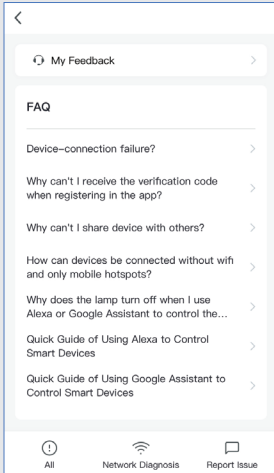 My Feedback
FAQ
Device-connection failure?
Why can't I receive the verification code
when registering in the app?
Why can't I share device with others?
How can devices be connected without wifi
and only mobile hotspots?
Why does the lamp turn off when I use
Alexa or Google Assistant to control the...
Quick Guide of Using Alexa to Control
Smart Devices
Quick Guide of Using Google Assistant to
Control Smart Devices
All
Network Diagnosis
Report Issue